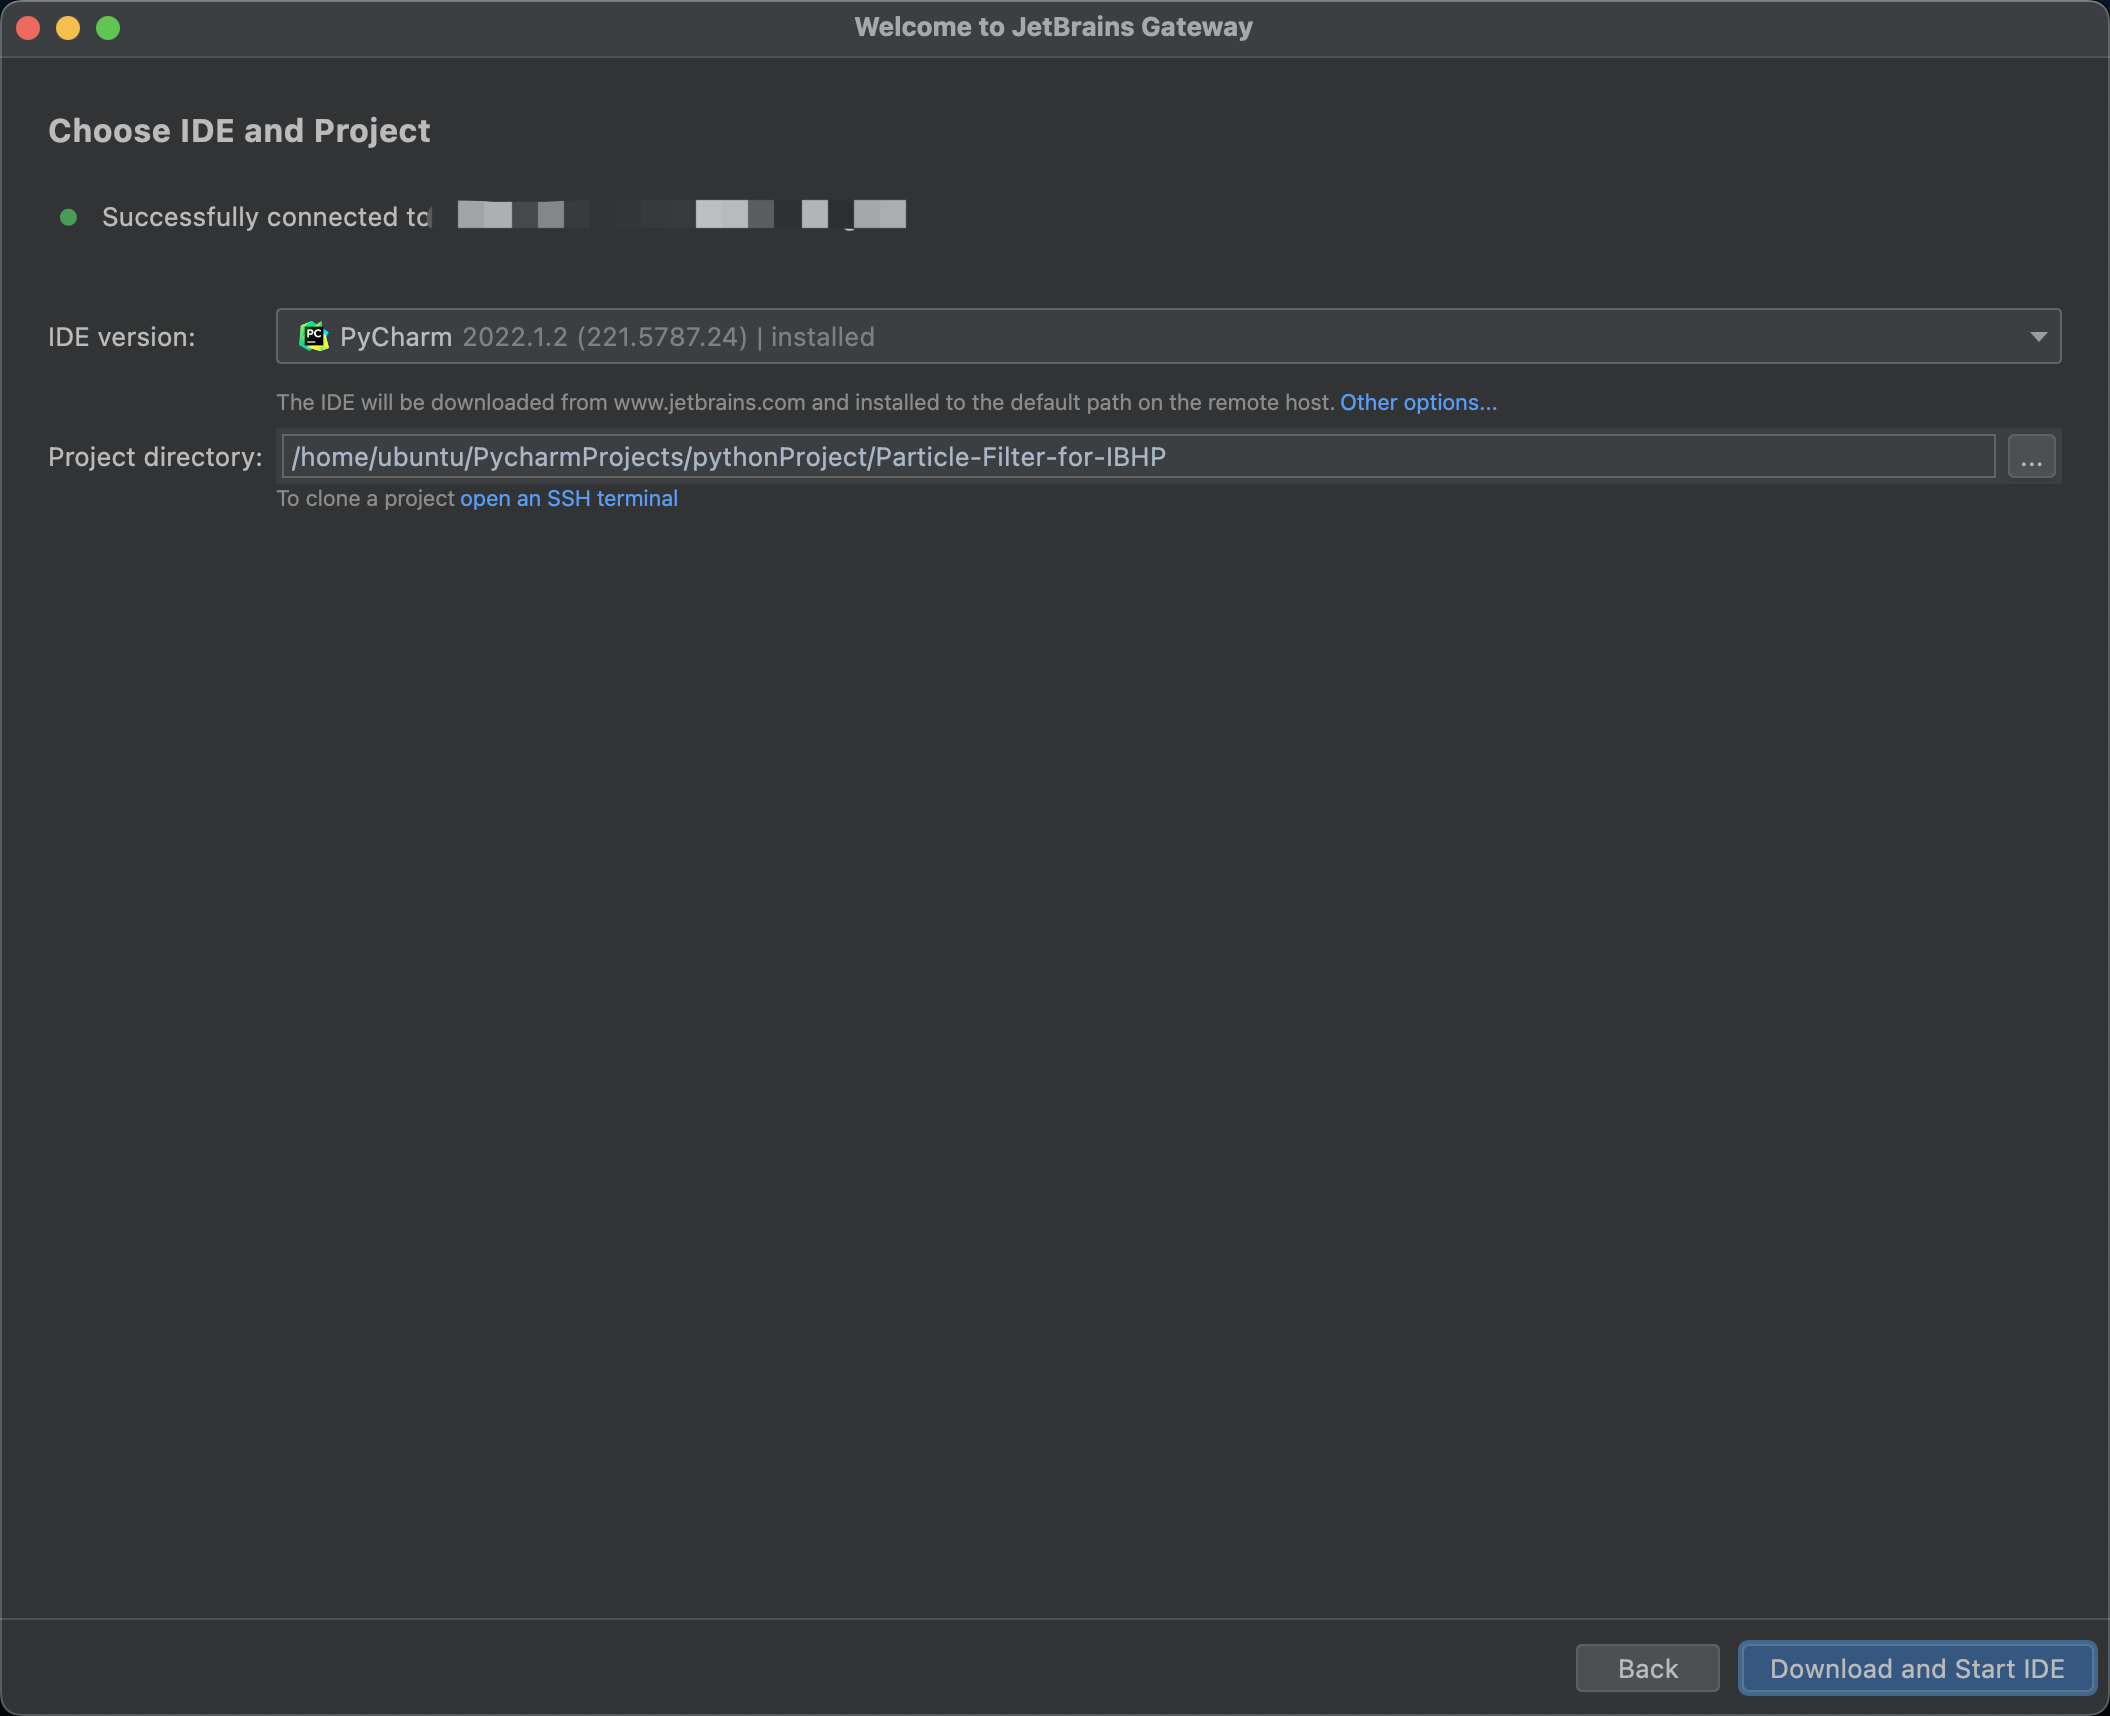 Welcome to JetBrains Gateway
Choose IDE and Project
Successfully connected to
IDE version:
PC PyCharm 2022.1.2 (221.5787.24) | installed
The IDE will be downloaded from www.jetbrains.com and installed to the default path on the remote host. Other options...
Project directory: /home/ubuntu/PycharmProjects/pythonProject/Particle-Filter-for-IBHP ...
To clone a project open an SSH terminal
Back
Download and Start IDE